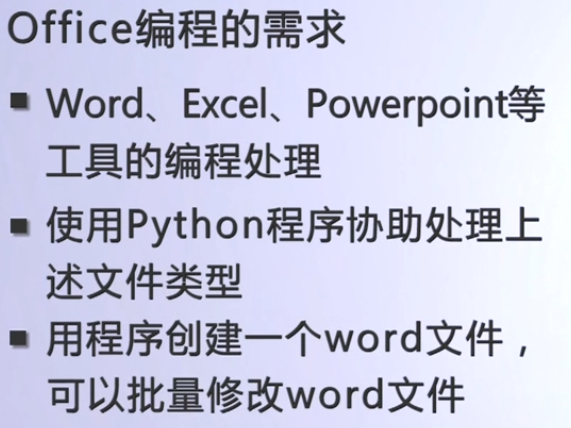 Office编程的需求
▪ Word、Excel、Powerpoint等
工具的编程处理
▪ 使用Python程序协助处理上
述文件类型
▪ 用程序创建一个word文件，
可以批量修改word文件